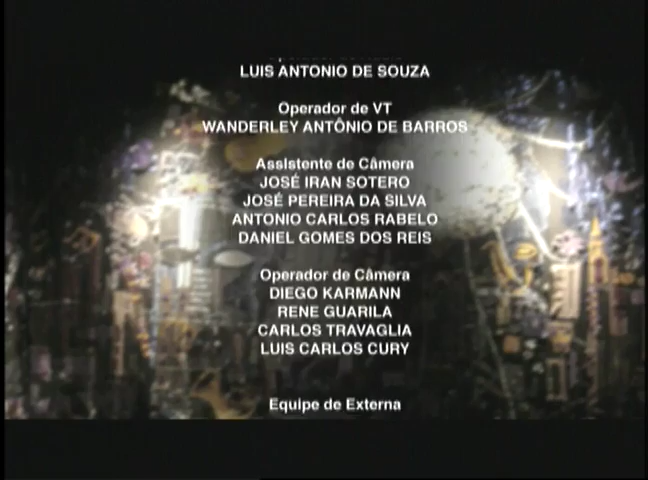 LUIS ANTONIO DE SOUZA
Operador de VT
WANDERLEY ANTÔNIO DE BARROS
Assistente de Câmera
JOSÉ IRAN SOTERO
JOSÉ PEREIRA DA SILVA
ANTONIO CARLOS RABELO
DANIEL GOMES DOS REIS
Operador de Câmera
DIEGO KARMANN
RENE GUARILA
CARLOS TRAVAGLIA
LUIS CARLOS CURY
Equipe de Externa